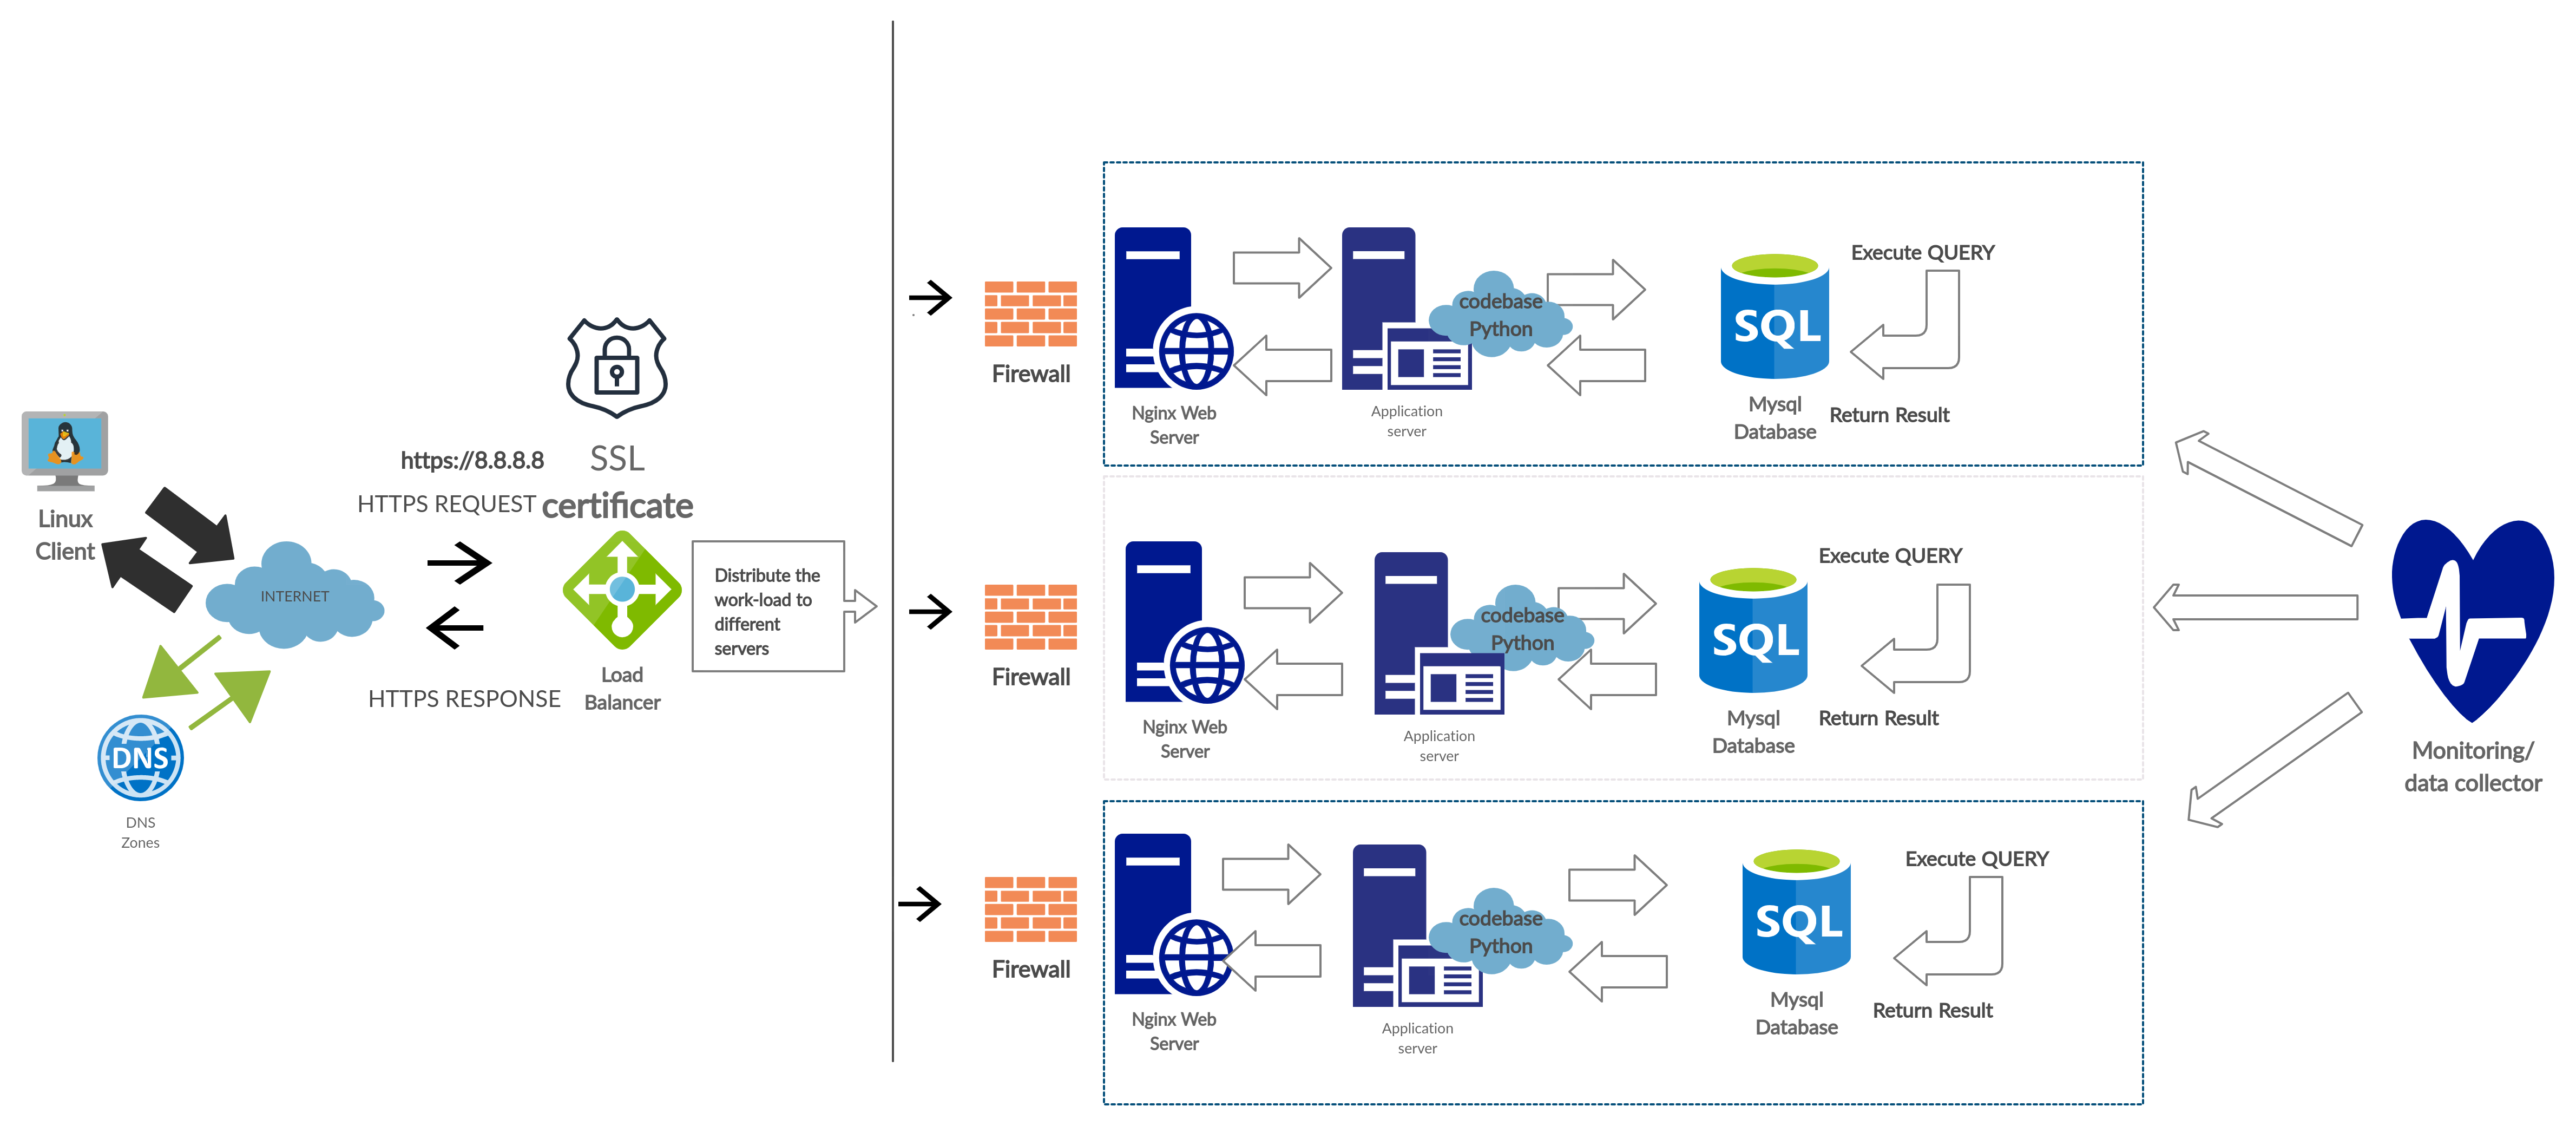 Linux
Client
INTERNET
DNS
DNS
Zones
https://8.8.8.8
HTTPS REQUEST
HTTPS RESPONSE
SSL
certificate
Load
Balancer
Distribute the
work-load to
different
servers
Firewall
Nginx Web
Server
Application
server
codebase
Python
SQL
Mysql
Database
Execute QUERY
Return Result
Firewall
Nginx Web
Server
Application
server
codebase
Python
SQL
Mysql
Database
Execute QUERY
Return Result
Firewall
Nginx Web
Server
Application
server
codebase
Python
SQL
Mysql
Database
Execute QUERY
Return Result
Monitoring/
data collector